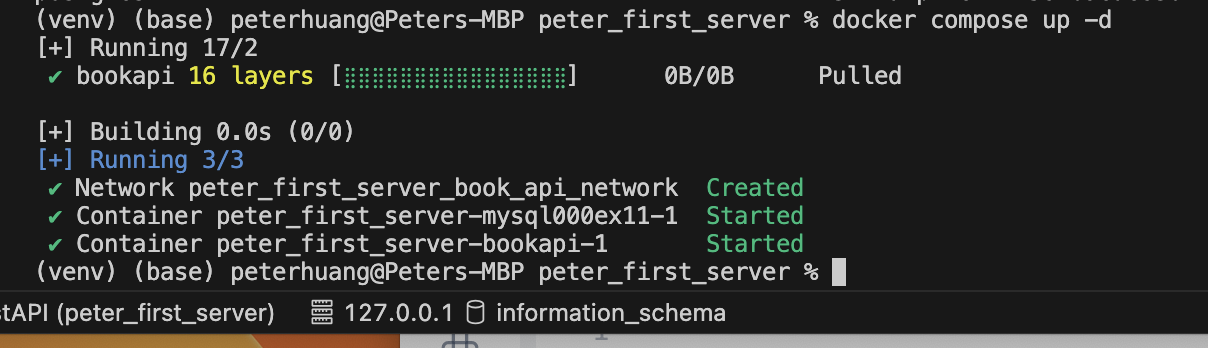 (venv) (base) peterhuang@Peters-MBP peter_first_server % docker compose up -d
[+] Running 17/2
✔ bookapi 16 layers [⣿⣿⣿⣿⣿⣿⣿⣿⣿⣿⣿⣿⣿⣿⣿⣿] 0B/0B Pulled
[+] Building 0.0s (0/0)
[+] Running 3/3
✔ Network peter_first_server_book_api_network Created
✔ Container peter_first_server-mysql000ex11-1 Started
✔ Container peter_first_server-bookapi-1 Started
(venv) (base) peterhuang@Peters-MBP peter_first_server %
stAPI (peter_first_server) 127.0.0.1 information_schema